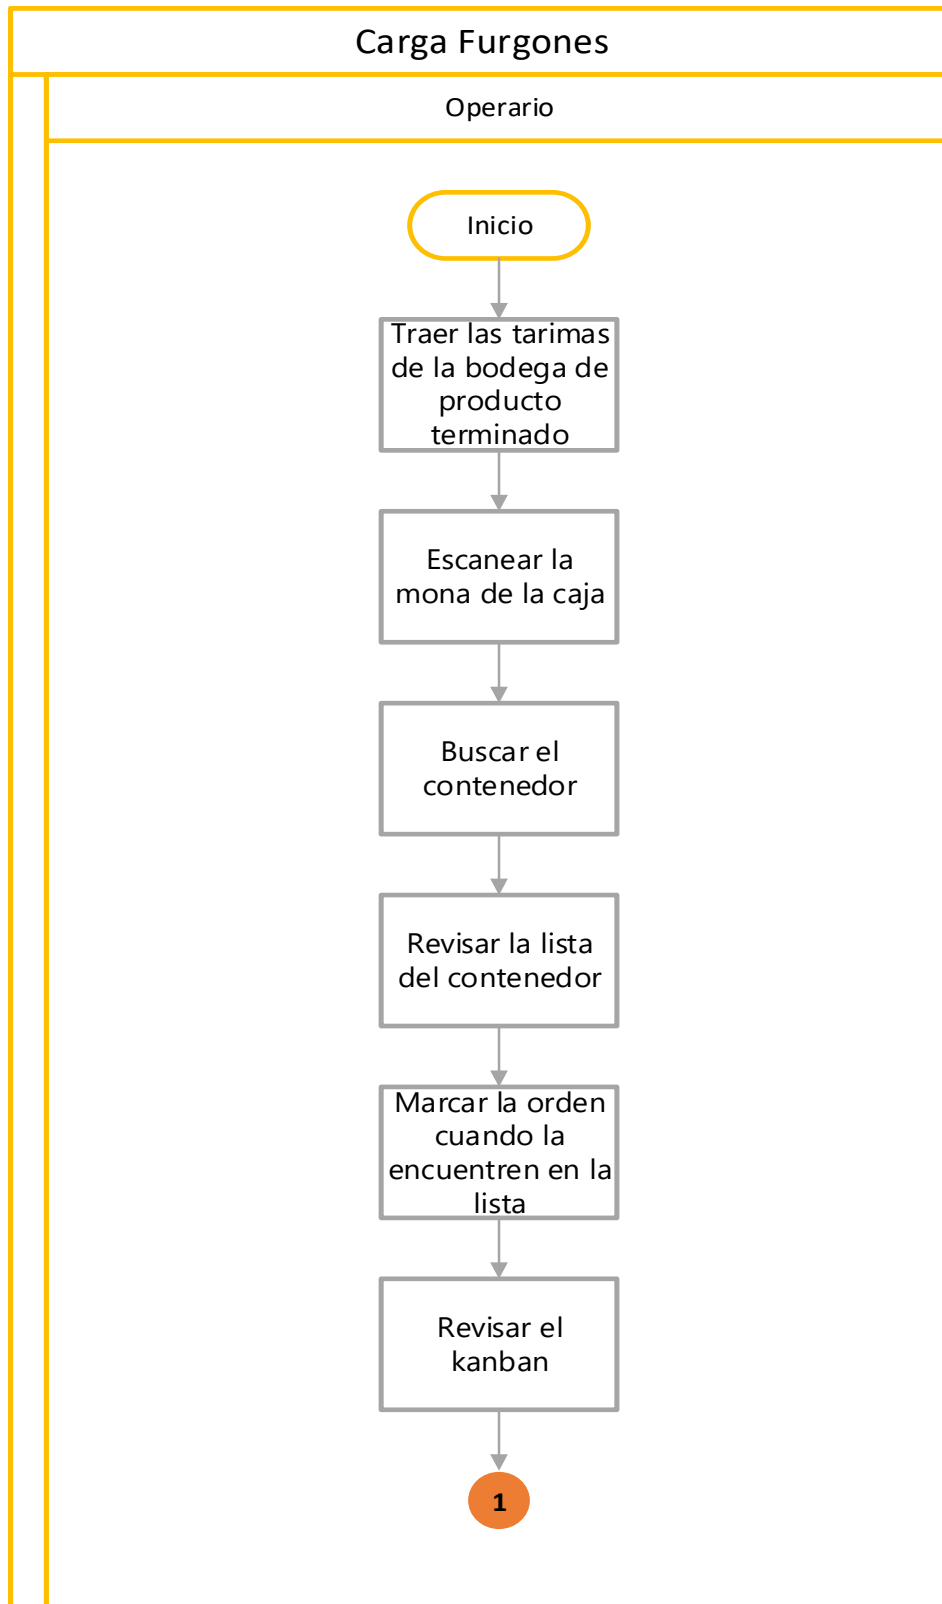 Carga Furgones
Operario
Inicio
Traer las tarimas
de la bodega de
producto
terminado
Escanear la
mona de la caja
Buscar el
contenedor
Revisar la lista
del contenedor
Marcar la orden
cuando la
encuentren en la
lista
Revisar el
kanban
1